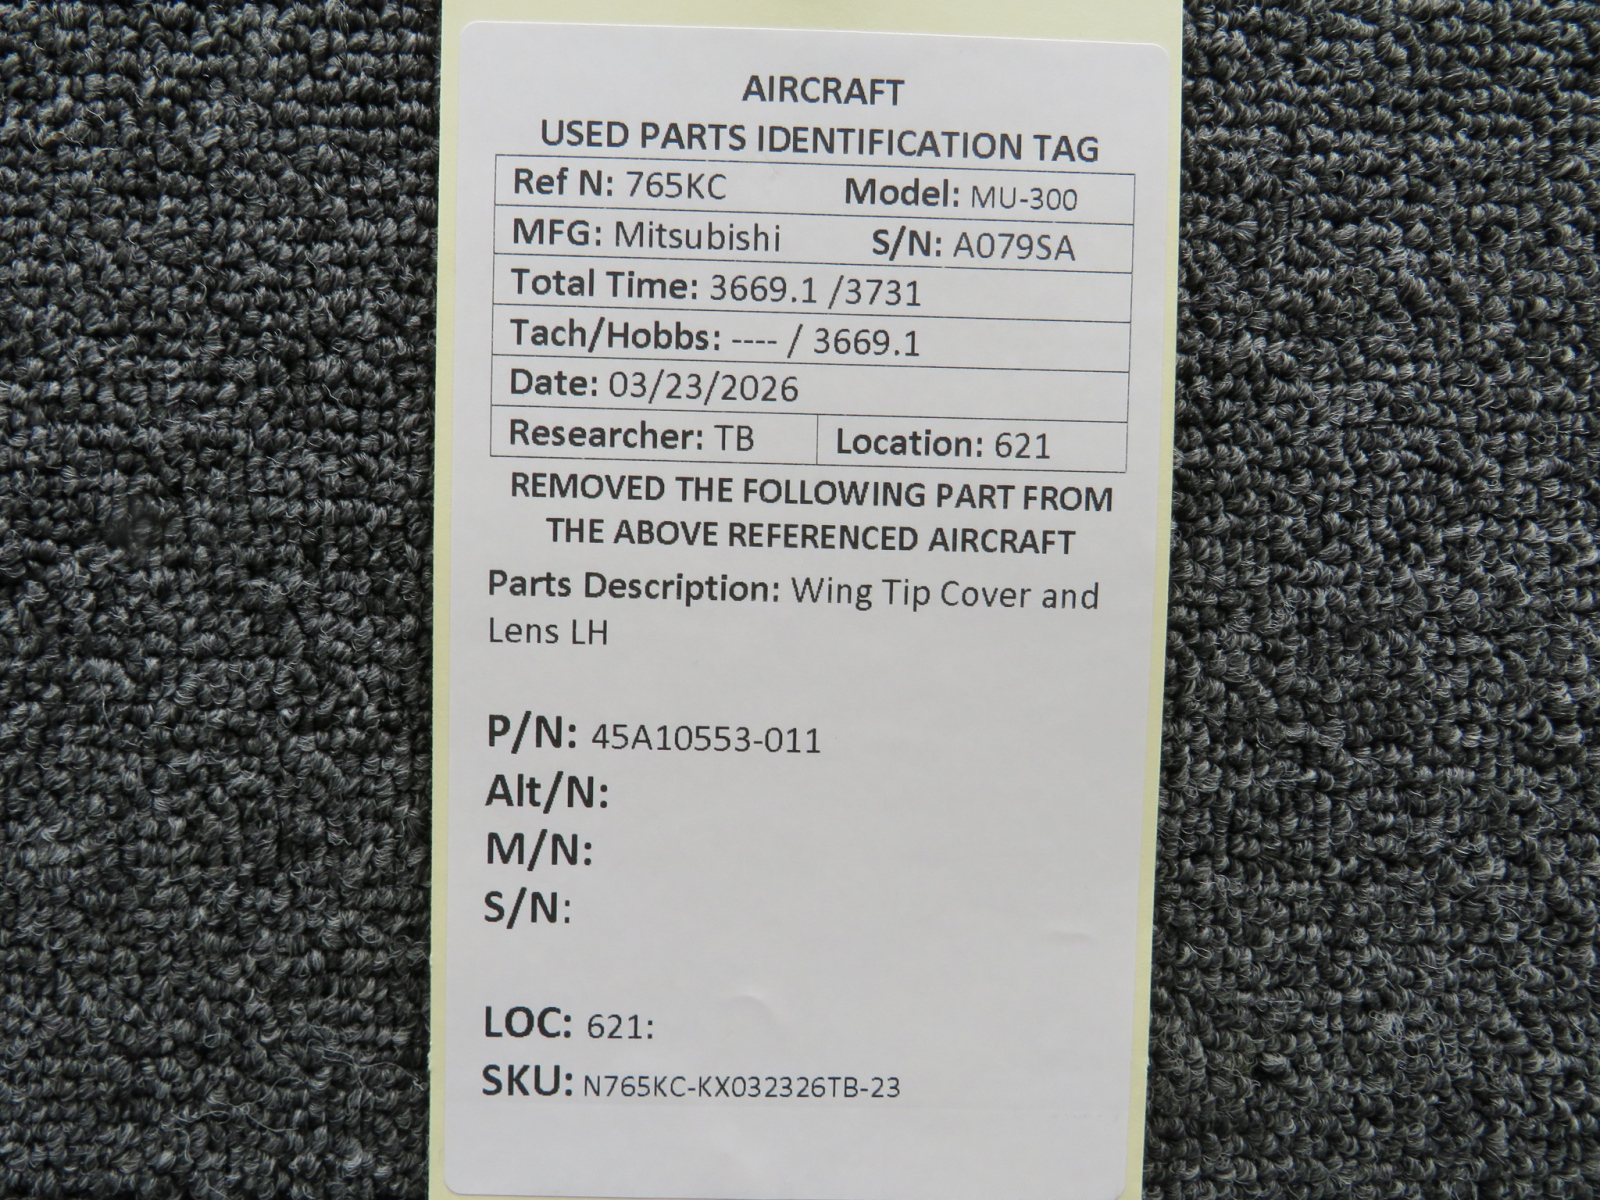 AIRCRAFT
USED PARTS IDENTIFICATION TAG
Ref N: 765KC Model: MU-300
MFG: Mitsubishi S/N: A079SA
Total Time: 3669.1 /3731
Tach/Hobbs: ---- / 3669.1
Date: 03/23/2026
Researcher: TB Location: 621
REMOVED THE FOLLOWING PART FROM
THE ABOVE REFERENCED AIRCRAFT
Parts Description: Wing Tip Cover and
Lens LH
P/N: 45A10553-011
Alt/N:
M/N:
S/N:
LOC: 621:
SKU: N765KC-KX032326TB-23